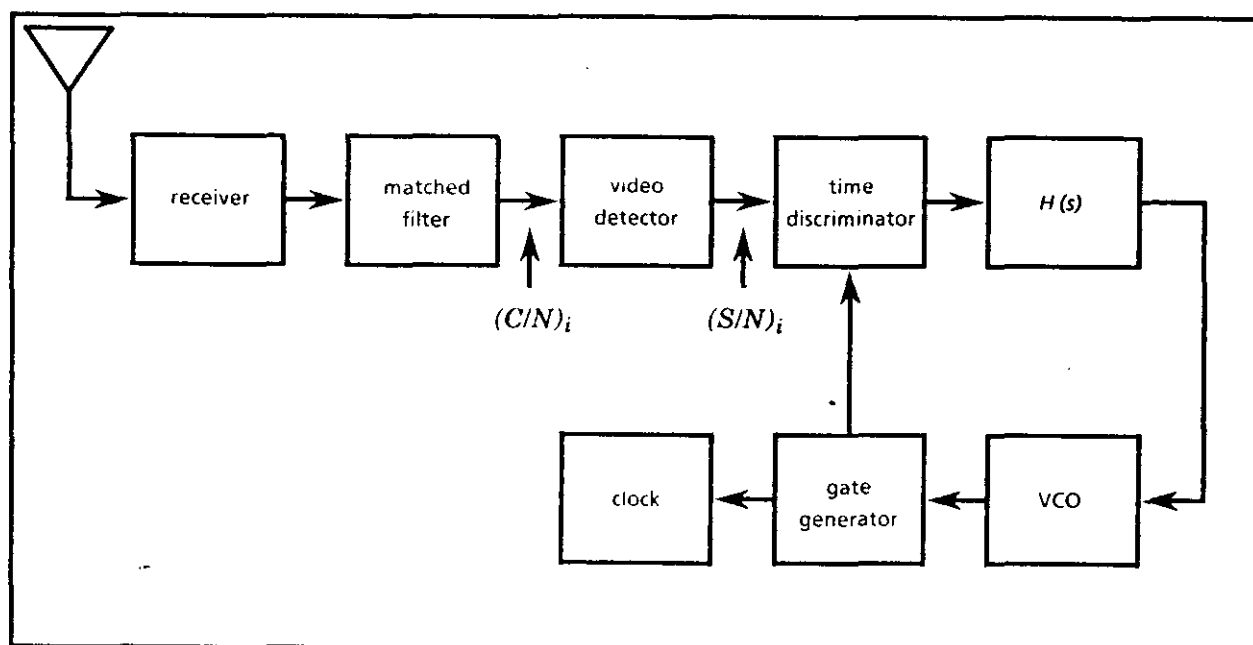 receiver
matched
filter
video
detector
time
discriminator
H (s)
(C/N)i
(S/N)i
clock
gate
generator
VCO